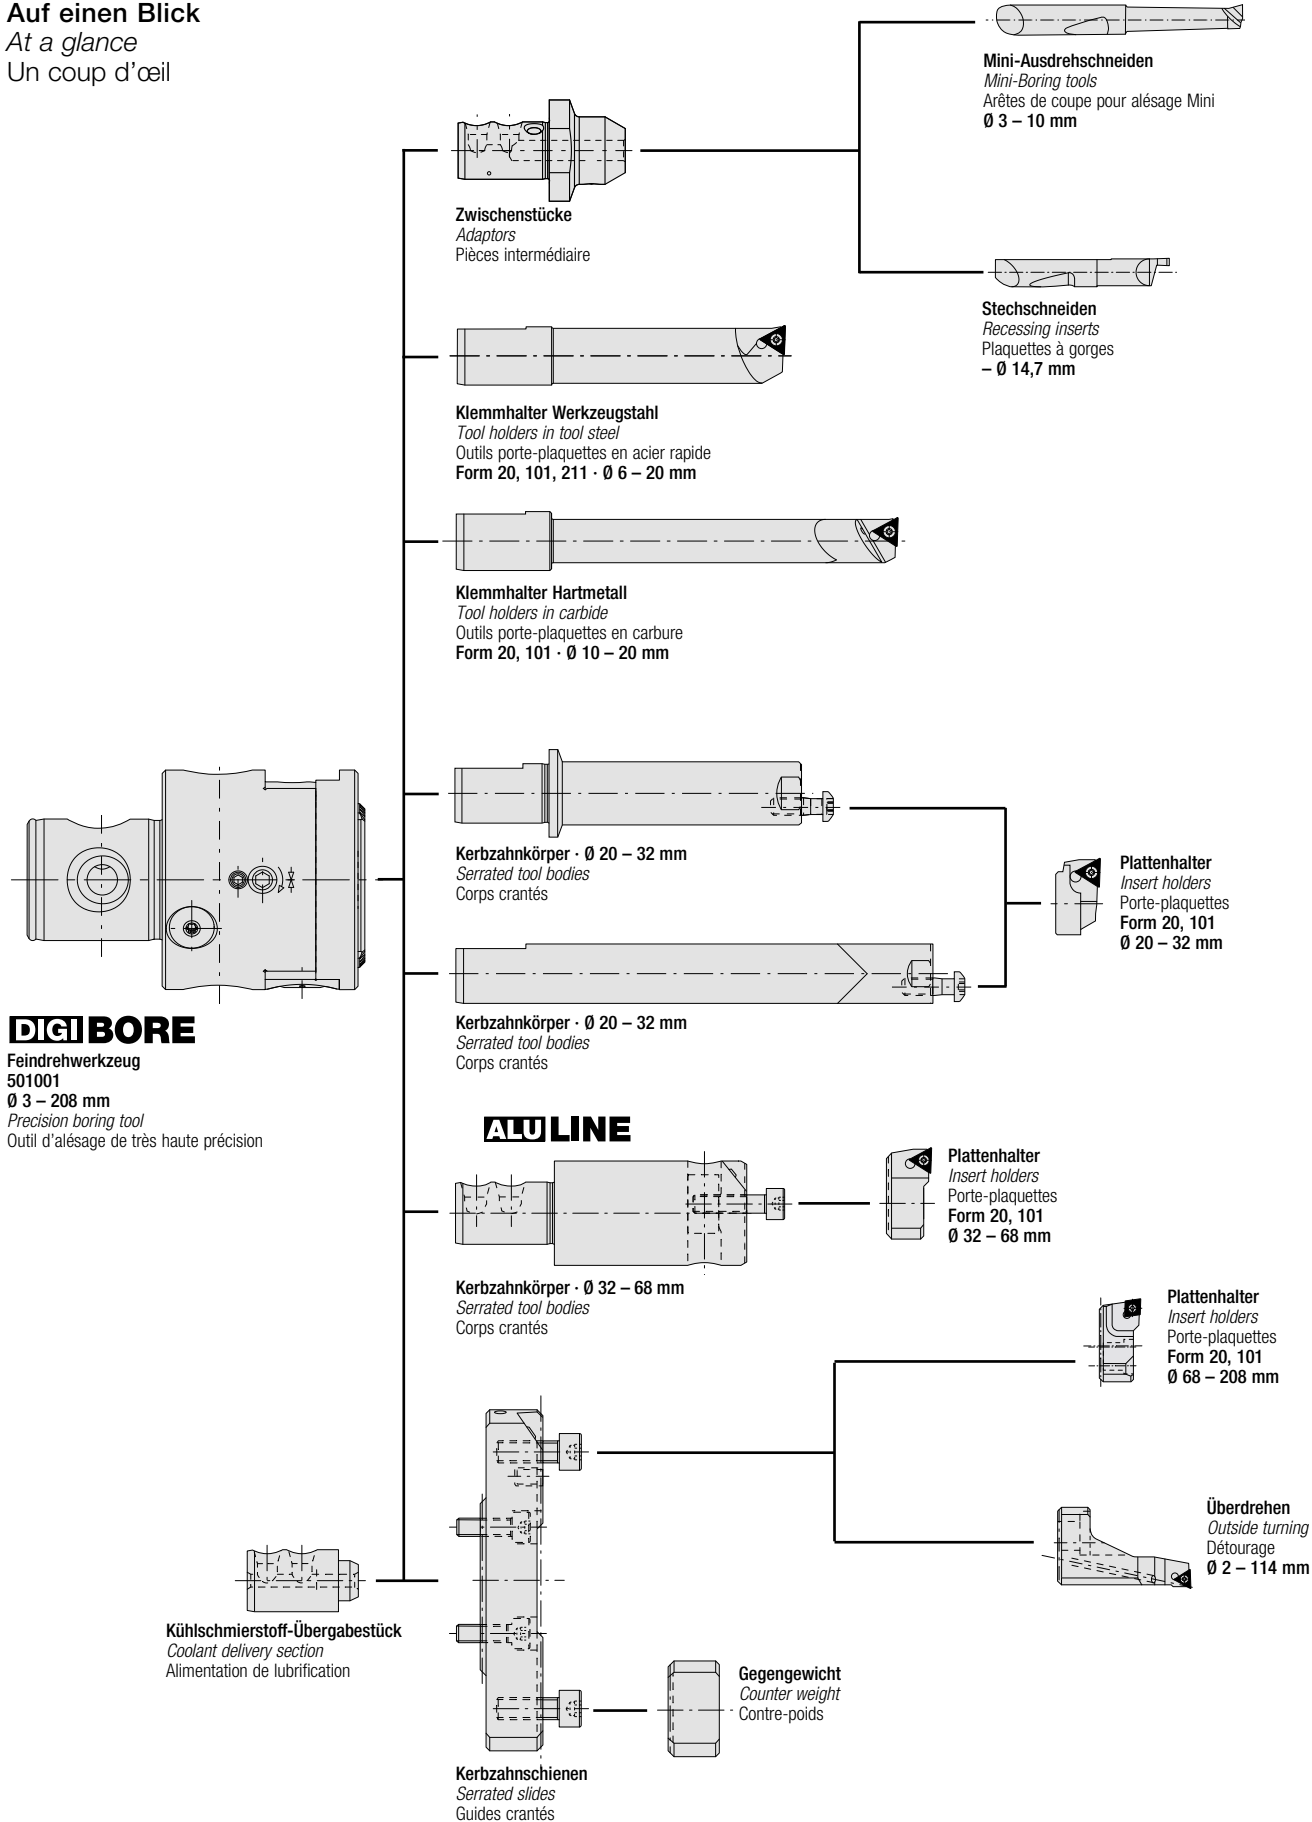 Auf einen Blick
At a glance
Un coup d'œil
Mini-Ausdrehschneiden
Mini-Boring tools
Arêtes de coupe pour alésage Mini
Ø 3 – 10 mm
Zwischenstücke
Adaptors
Pièces intermédiaire
Stechschneiden
Recessing inserts
Plaquettes à gorges
– Ø 14,7 mm
Klemmhalter Werkzeugstahl
Tool holders in tool steel
Outils porte-plaquettes en acier rapide
Form 20, 101, 211 · Ø 6 – 20 mm
Klemmhalter Hartmetall
Tool holders in carbide
Outils porte-plaquettes en carbure
Form 20, 101 · Ø 10 – 20 mm
Kerbzahnkörper · Ø 20 – 32 mm
Serrated tool bodies
Corps crantés
Plattenhalter
Insert holders
Porte-plaquettes
Form 20, 101
Ø 20 – 32 mm
Kerbzahnkörper · Ø 20 – 32 mm
Serrated tool bodies
Corps crantés
DIGI BORE
Feindrehwerkzeug
501001
Ø 3 – 208 mm
Precision boring tool
Outil d'alésage de très haute précision
ALU LINE
Plattenhalter
Insert holders
Porte-plaquettes
Form 20, 101
Ø 32 – 68 mm
Kerbzahnkörper · Ø 32 – 68 mm
Serrated tool bodies
Corps crantés
Plattenhalter
Insert holders
Porte-plaquettes
Form 20, 101
Ø 68 – 208 mm
Überdrehen
Outside turning
Détourage
Ø 2 – 114 mm
Kühlschmierstoff-Übergabestück
Coolant delivery section
Alimentation de lubrification
Gegengewicht
Counter weight
Contre-poids
Kerbzahnschienen
Serrated slides
Guides crantés